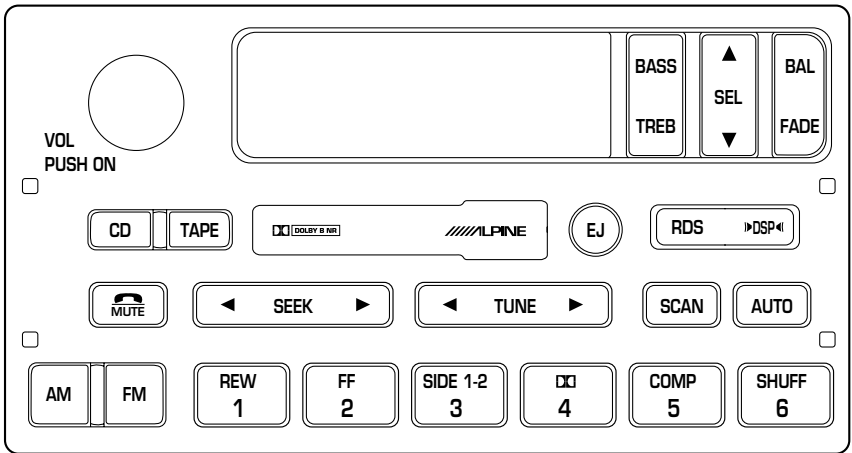 BASS
TREB
▲
SEL
▼
BAL
FADE
VOL
PUSH ON
CD
TAPE
DOLBY B NR
ALPINE
EJ
RDS
DSP
MUTE
◀ SEEK ▶
◀ TUNE ▶
SCAN
AUTO
AM
FM
REW
1
FF
2
SIDE 1-2
3
4
COMP
5
SHUFF
6